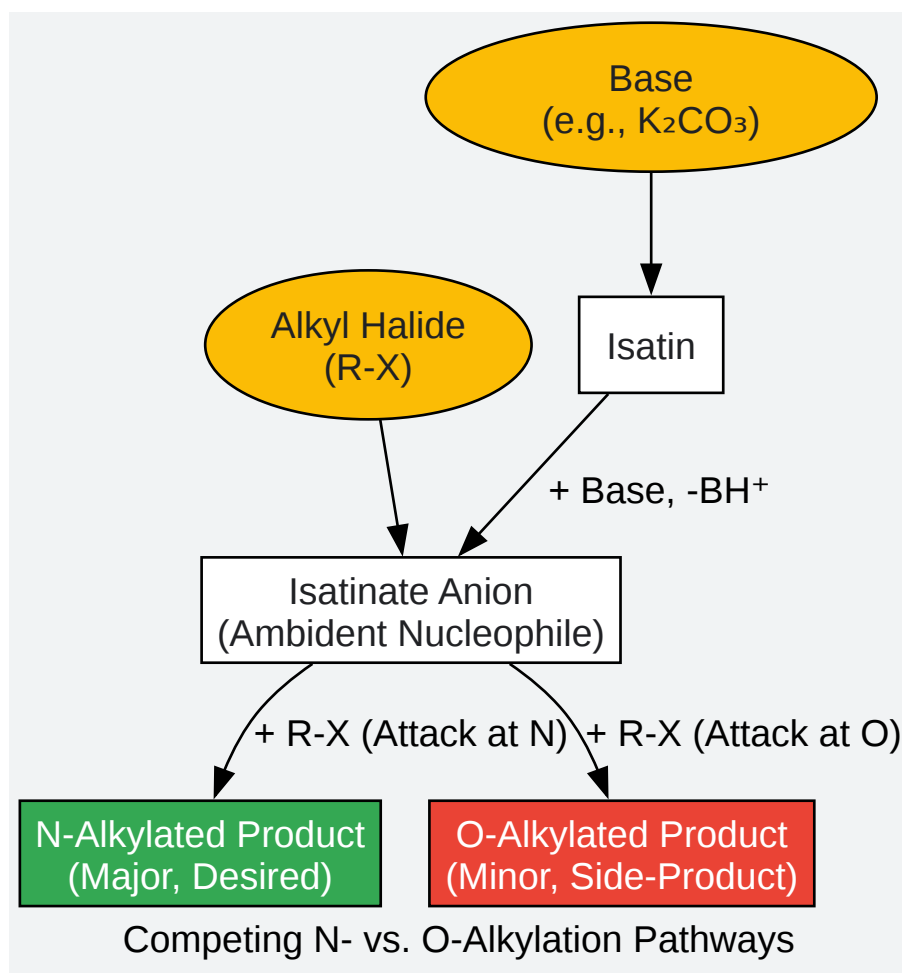 Base
(e.g., K₂CO₃)
Alkyl Halide
(R-X)
Isatin
+ Base, -BH⁺
Isatinate Anion
(Ambident Nucleophile)
+ R-X (Attack at N)
+ R-X (Attack at O)
N-Alkylated Product
(Major, Desired)
O-Alkylated Product
(Minor, Side-Product)
Competing N- vs. O-Alkylation Pathways